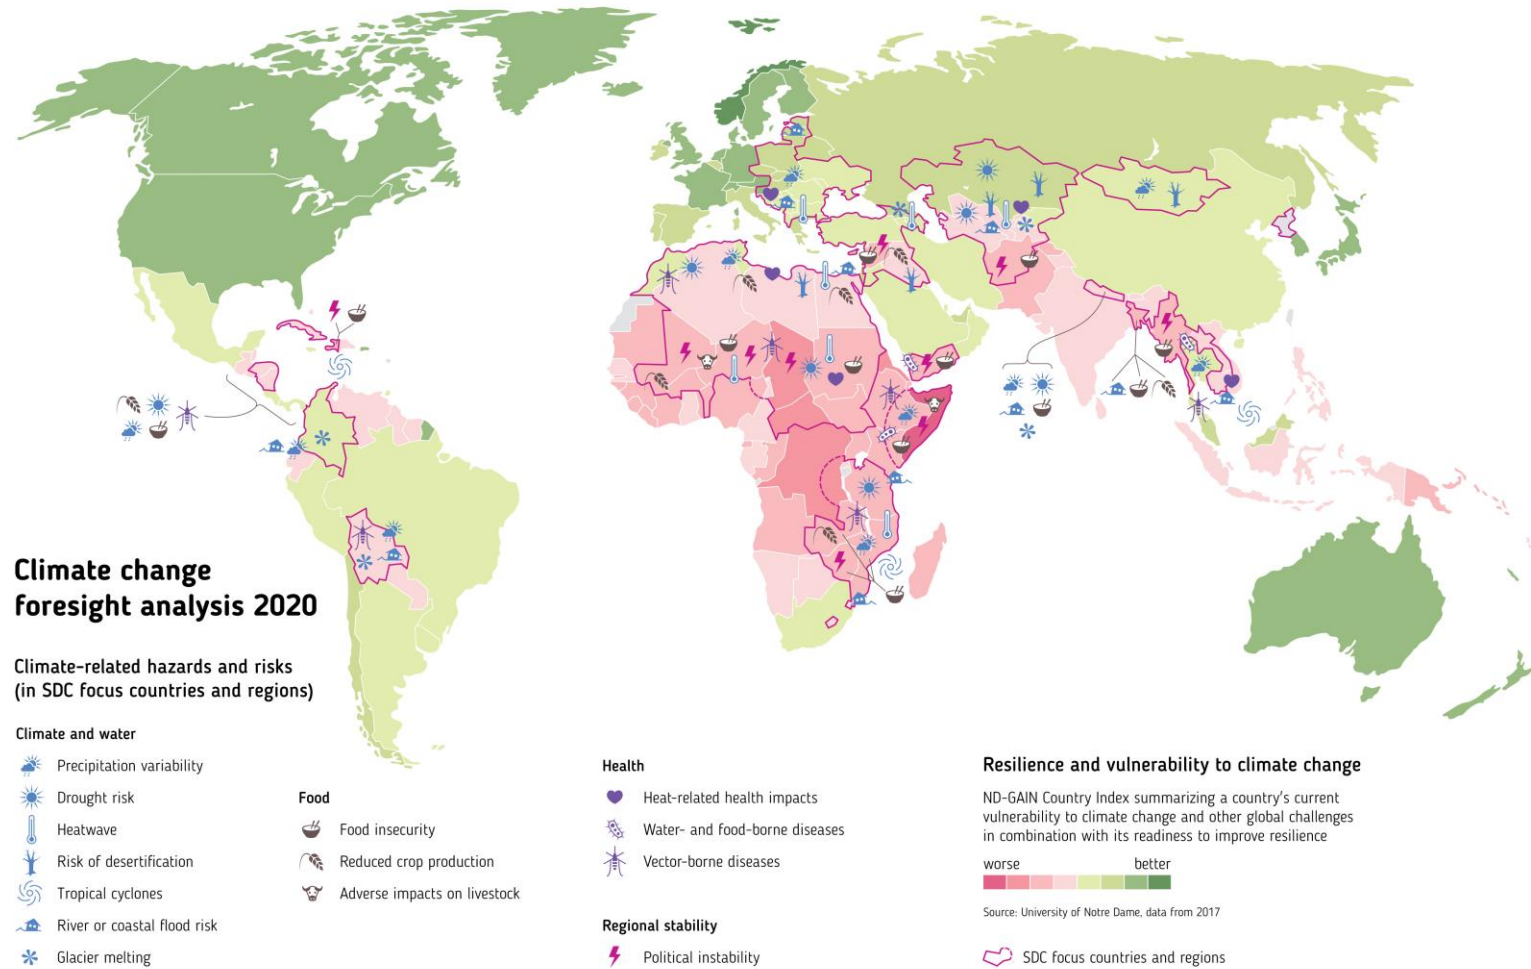 Climate change
foresight analysis 2020
Climate-related hazards and risks
(in SDC focus countries and regions)
Climate and water
Precipitation variability
Drought risk
Heatwave
Risk of desertification
Tropical cyclones
River or coastal flood risk
Glacier melting
Food
Food insecurity
Reduced crop production
Adverse impacts on livestock
Health
Heat-related health impacts
Water- and food-borne diseases
Vector-borne diseases
Regional stability
Political instability
Resilience and vulnerability to climate change
ND-GAIN Country Index summarizing a country's current
vulnerability to climate change and other global challenges
in combination with its readiness to improve resilience
worse better
Source: University of Notre Dame, data from 2017
SDC focus countries and regions